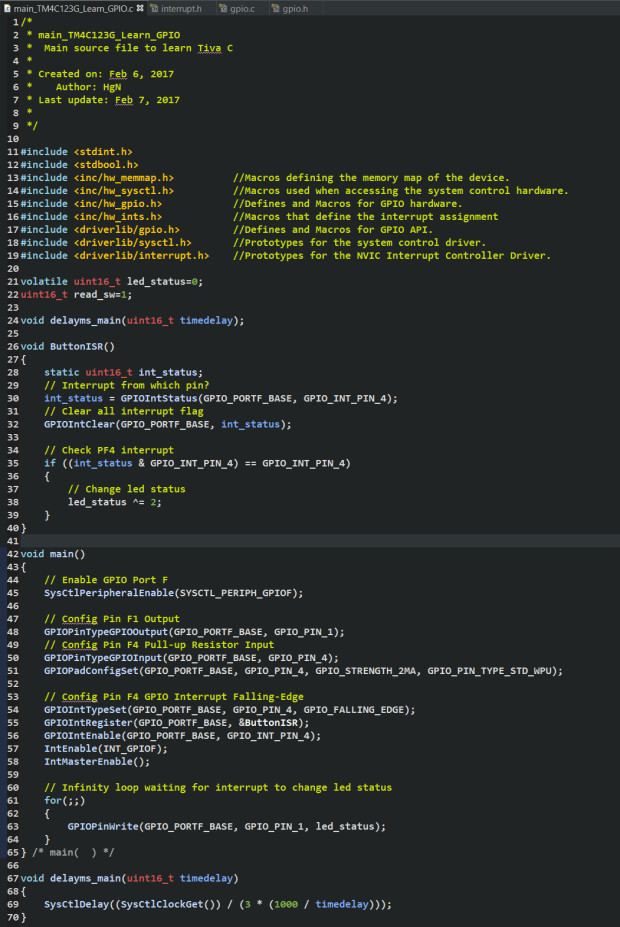 main_TM4C123G_Learn_GPIO.c interrupt.h gpio.c gpio.h
1 /*
2  * main_TM4C123G_Learn_GPIO
3  *  Main source file to learn Tiva C
4  *
5  * Created on: Feb 6, 2017
6  *    Author: HgN
7  * Last update: Feb 7, 2017
8  *
9  */
10
11 #include <stdint.h>
12 #include <stdbool.h>
13 #include <inc/hw_memmap.h>          //Macros defining the memory map of the device.
14 #include <inc/hw_sysctl.h>          //Macros used when accessing the system control hardware.
15 #include <inc/hw_gpio.h>            //Defines and Macros for GPIO hardware.
16 #include <inc/hw_ints.h>            //Macros that define the interrupt assignment
17 #include <driverlib/gpio.h>         //Defines and Macros for GPIO API.
18 #include <driverlib/sysctl.h>       //Prototypes for the system control driver.
19 #include <driverlib/interrupt.h>    //Prototypes for the NVIC Interrupt Controller Driver.
20
21 volatile uint16_t led_status=0;
22 uint16_t read_sw=1;
23
24 void delayms_main(uint16_t timedelay);
25
26 void ButtonISR()
27 {
28     static uint16_t int_status;
29     // Interrupt from which pin?
30     int_status = GPIOIntStatus(GPIO_PORTF_BASE, GPIO_INT_PIN_4);
31     // Clear all interrupt flag
32     GPIOIntClear(GPIO_PORTF_BASE, int_status);
33
34     // Check PF4 interrupt
35     if ((int_status & GPIO_INT_PIN_4) == GPIO_INT_PIN_4)
36     {
37         // Change led status
38         led_status ^= 2;
39     }
40 }
41
42 void main()
43 {
44     // Enable GPIO Port F
45     SysCtlPeripheralEnable(SYSCTL_PERIPH_GPIOF);
46
47     // Config Pin F1 Output
48     GPIOPinTypeGPIOOutput(GPIO_PORTF_BASE, GPIO_PIN_1);
49     // Config Pin F4 Pull-up Resistor Input
50     GPIOPinTypeGPIOInput(GPIO_PORTF_BASE, GPIO_PIN_4);
51     GPIOPadConfigSet(GPIO_PORTF_BASE, GPIO_PIN_4, GPIO_STRENGTH_2MA, GPIO_PIN_TYPE_STD_WPU);
52
53     // Config Pin F4 GPIO Interrupt Falling-Edge
54     GPIOIntTypeSet(GPIO_PORTF_BASE, GPIO_PIN_4, GPIO_FALLING_EDGE);
55     GPIOIntRegister(GPIO_PORTF_BASE, &ButtonISR);
56     GPIOIntEnable(GPIO_PORTF_BASE, GPIO_INT_PIN_4);
57     IntEnable(INT_GPIOF);
58     IntMasterEnable();
59
60     // Infinity loop waiting for interrupt to change led status
61     for(;;)
62     {
63         GPIOPinWrite(GPIO_PORTF_BASE, GPIO_PIN_1, led_status);
64     }
65 } /* main(  ) */
66
67 void delayms_main(uint16_t timedelay)
68 {
69     SysCtlDelay((SysCtlClockGet()) / (3 * (1000 / timedelay)));
70 }